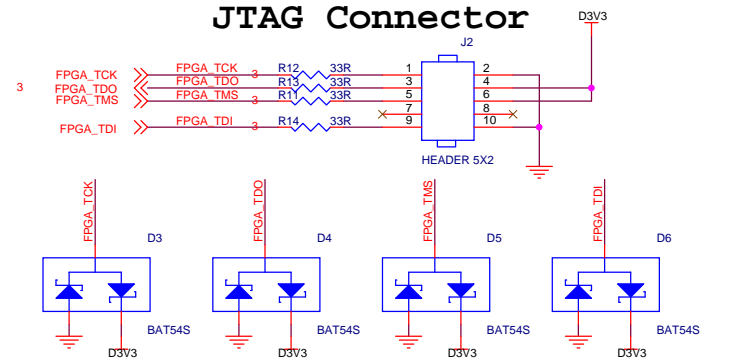 JTAG Connector
D3V3
J2
FPGA_TCK FPGA_TCK 3 R12 33R 1 2
3 FPGA_TDO FPGA_TDO R13 33R 3 4
FPGA_TMS FPGA_TMS 3 R11 33R 5 6
7 8
FPGA_TDI FPGA_TDI 3 R14 33R 9 10
HEADER 5X2
FPGA_TCK FPGA_TDO FPGA_TMS FPGA_TDI
D3 D4 D5 D6
BAT54S BAT54S BAT54S BAT54S
D3V3 D3V3 D3V3 D3V3